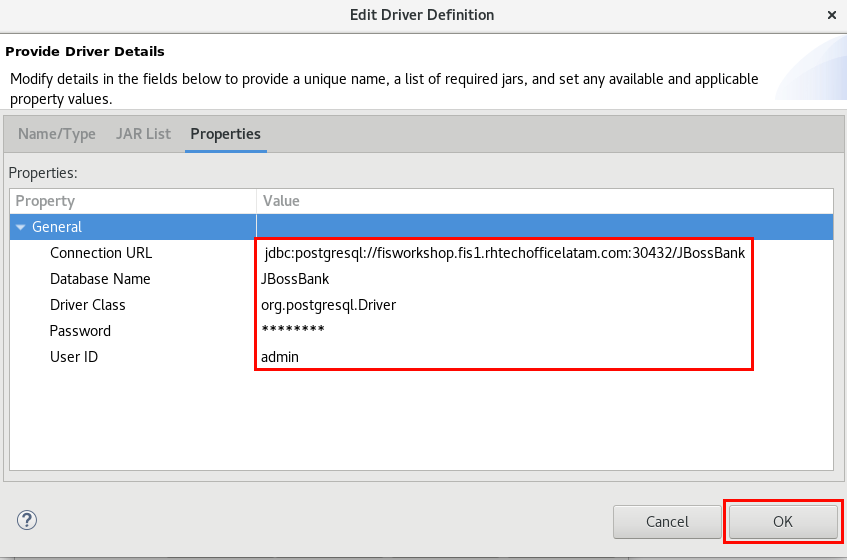 Edit Driver Definition
×
Provide Driver Details
Modify details in the fields below to provide a unique name, a list of required jars, and set any available and applicable
property values.
Name/Type JAR List Properties
Properties:
Property Value
General
Connection URL jdbc:postgresql://fisworkshop.fis1.rhtechofficelatam.com:30432/JBossBank
Database Name JBossBank
Driver Class org.postgresql.Driver
Password ********
User ID admin
? Cancel OK